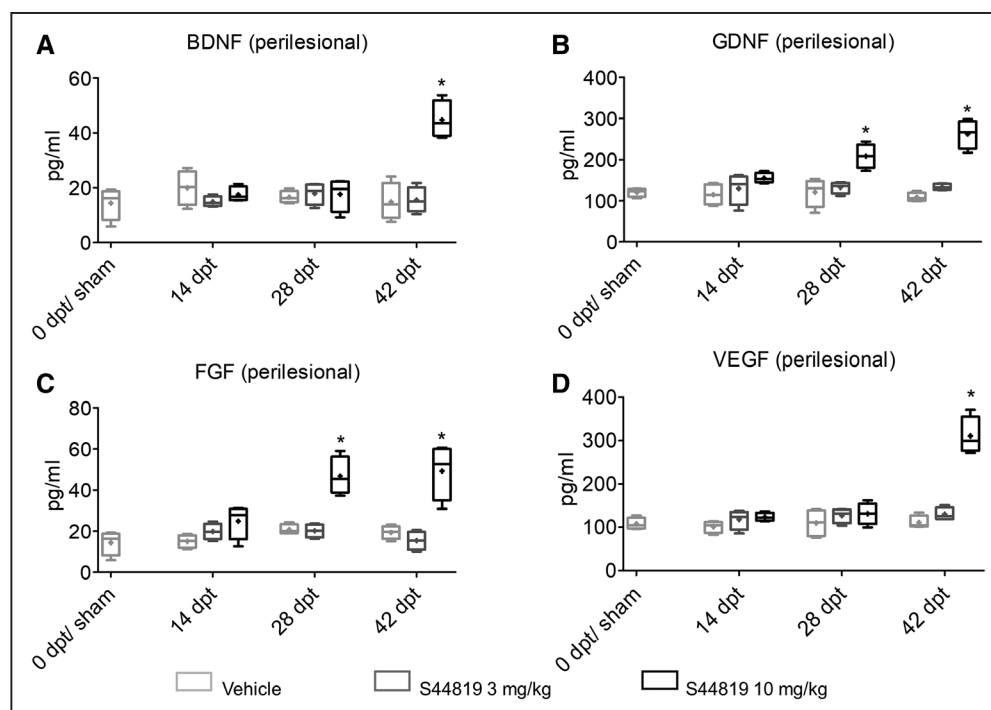 A
BDNF (perilesional)
*
60
40
20
0
pg/ml
0 dpt/ sham
14 dpt
28 dpt
42 dpt
B
GDNF (perilesional)
*
*
400
300
200
100
0
pg/ml
0 dpt/ sham
14 dpt
28 dpt
42 dpt
C
FGF (perilesional)
*
*
80
60
40
20
0
pg/ml
0 dpt/ sham
14 dpt
28 dpt
42 dpt
D
VEGF (perilesional)
*
400
300
200
100
0
pg/ml
0 dpt/ sham
14 dpt
28 dpt
42 dpt
Vehicle
S44819 3 mg/kg
S44819 10 mg/kg